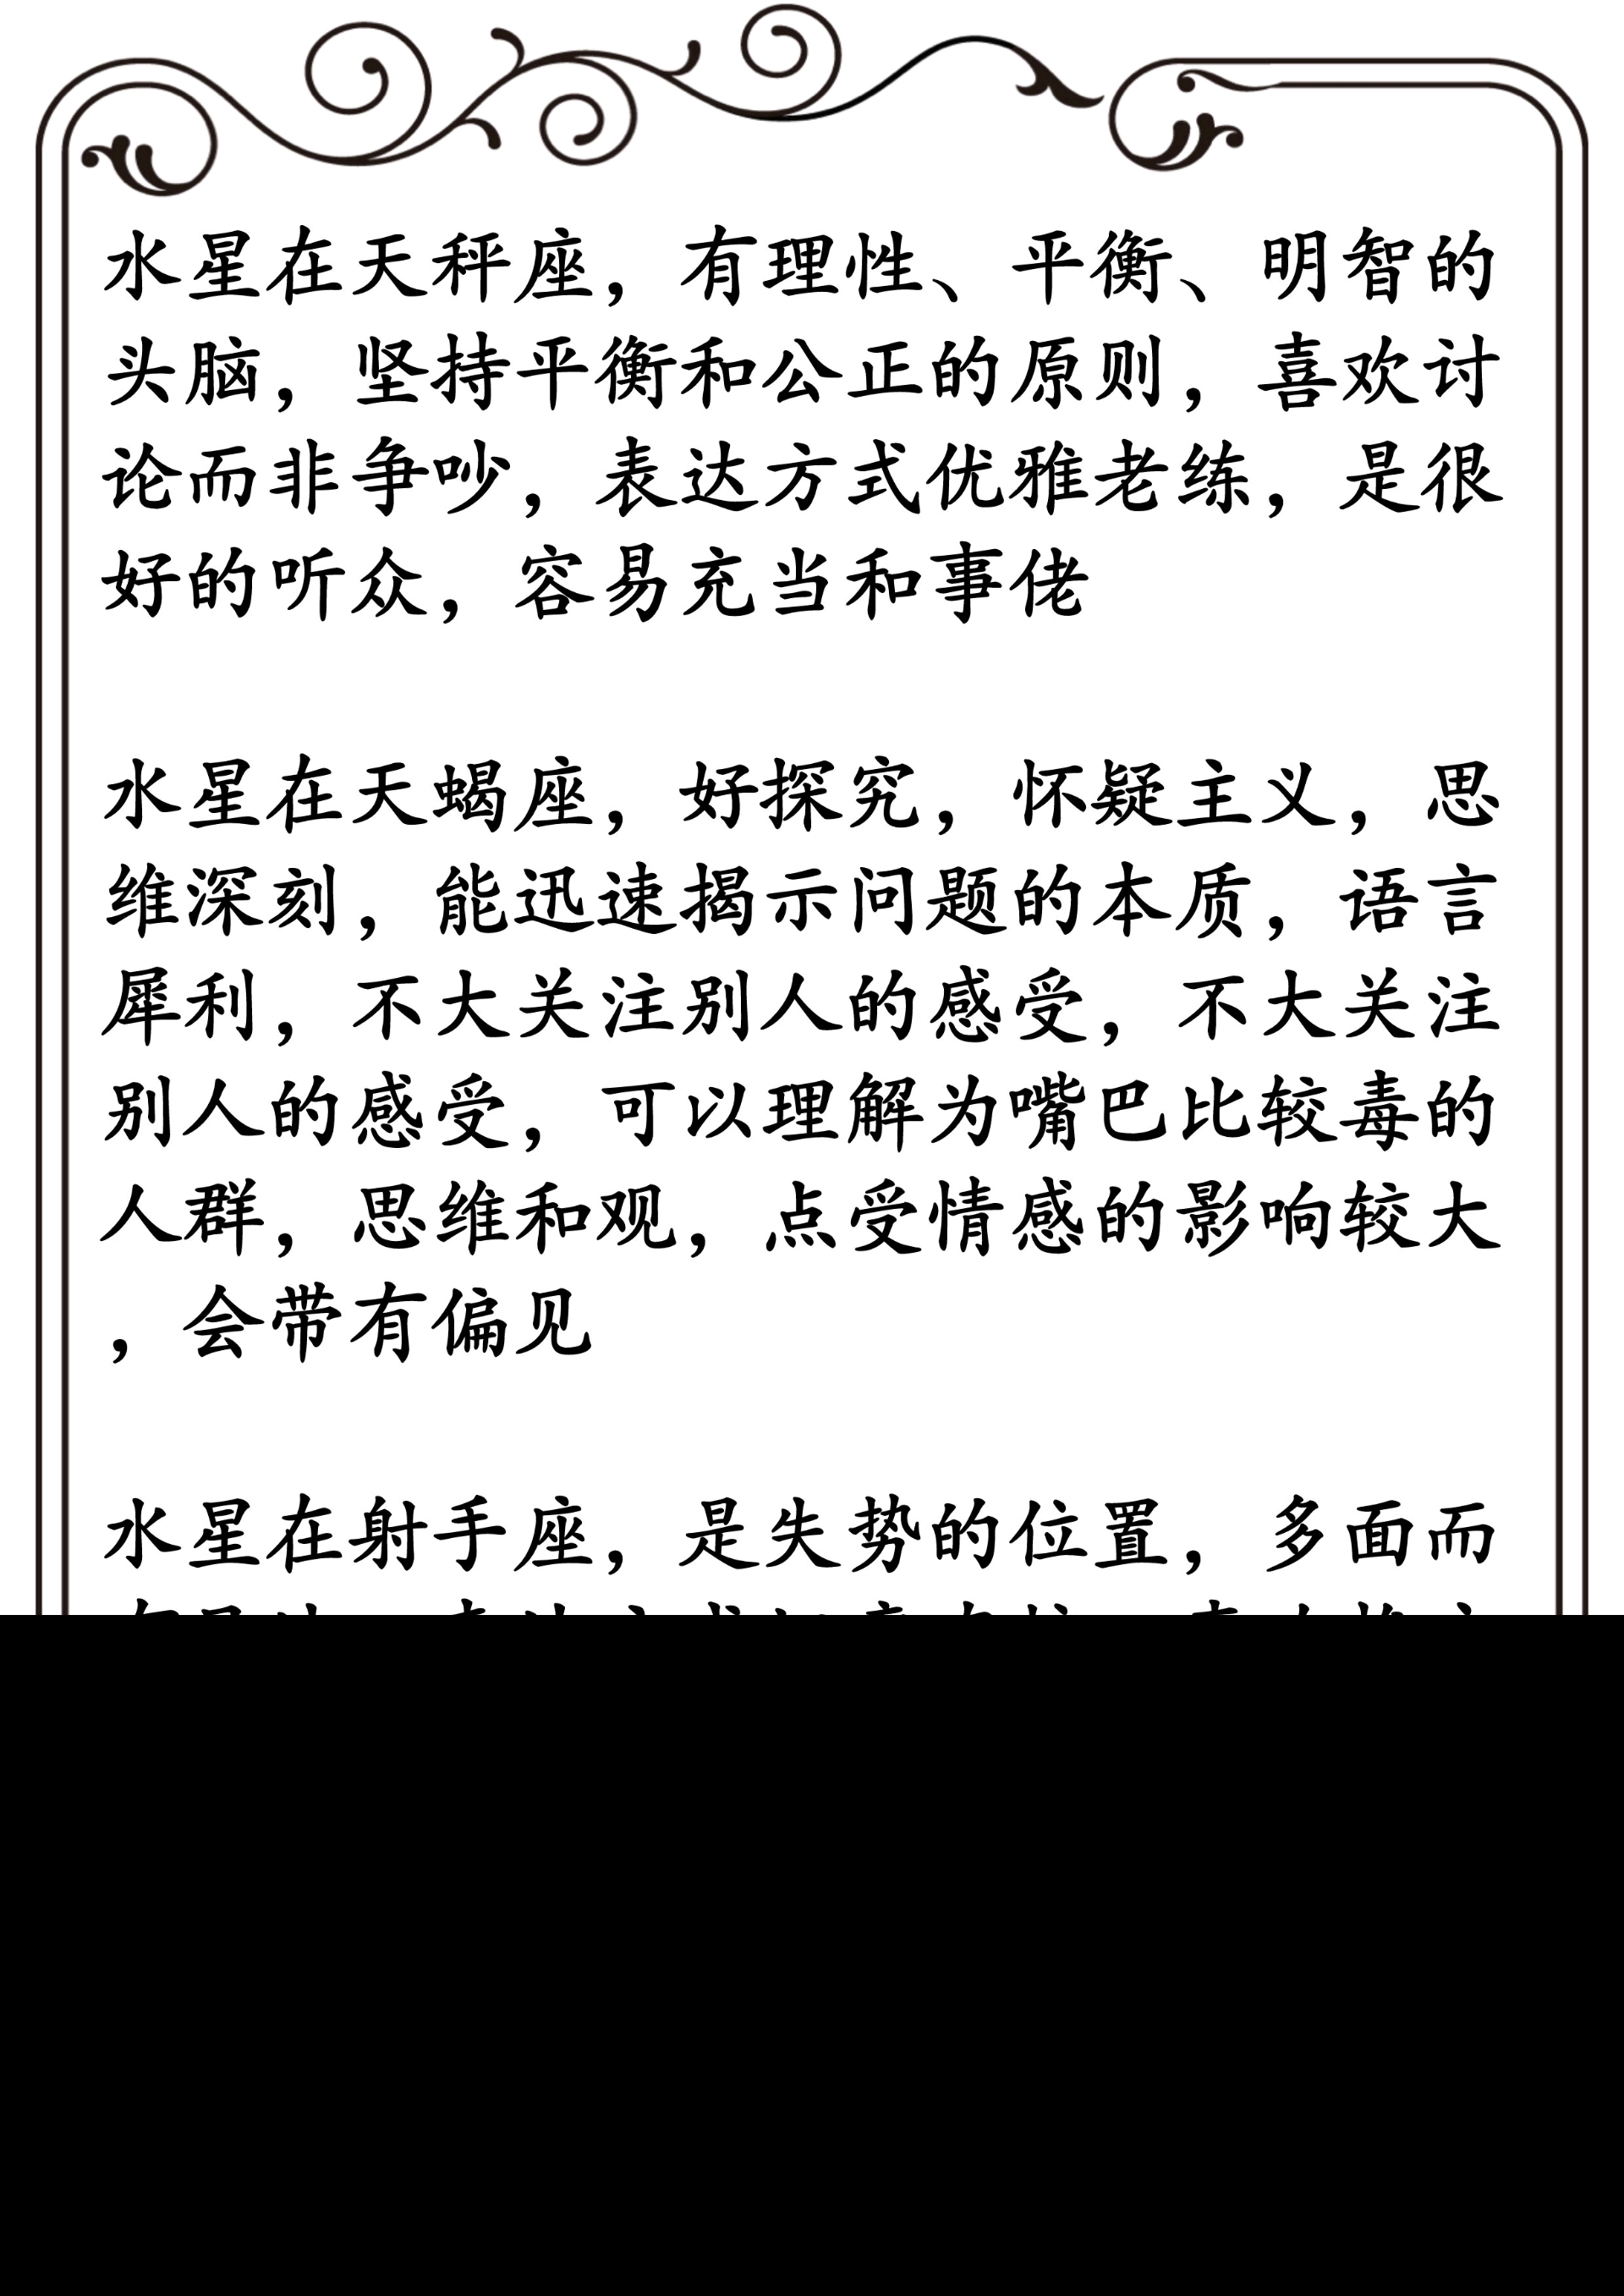 水星在天秤座，有理性、平衡、明智的
头脑，坚持平衡和公正的原则，喜欢讨
论而非争吵，表达方式优雅老练，是很
好的听众，容易充当和事佬
水星在天蝎座，好探究，怀疑主义，思
维深刻，能迅速揭示问题的本质，语言
犀利，不大关注别人的感受，不大关注
别人的感受，可以理解为嘴巴比较毒的
人群，思维和观，点受情感的影响较大
，会带有偏见
水星在射手座，是失势的位置，多面而